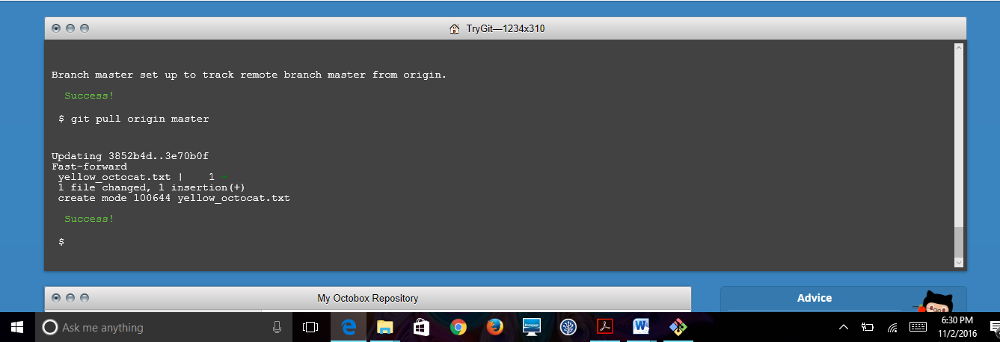 TryGit—1234x310
Branch master set up to track remote branch master from origin.
Success!
$ git pull origin master
Updating 3852b4d..3e70b0f
Fast-forward
yellow_octocat.txt |    1 +
1 file changed, 1 insertion(+)
create mode 100644 yellow_octocat.txt
Success!
$
My Octobox Repository
Advice
Ask me anything
6:30 PM
11/2/2016